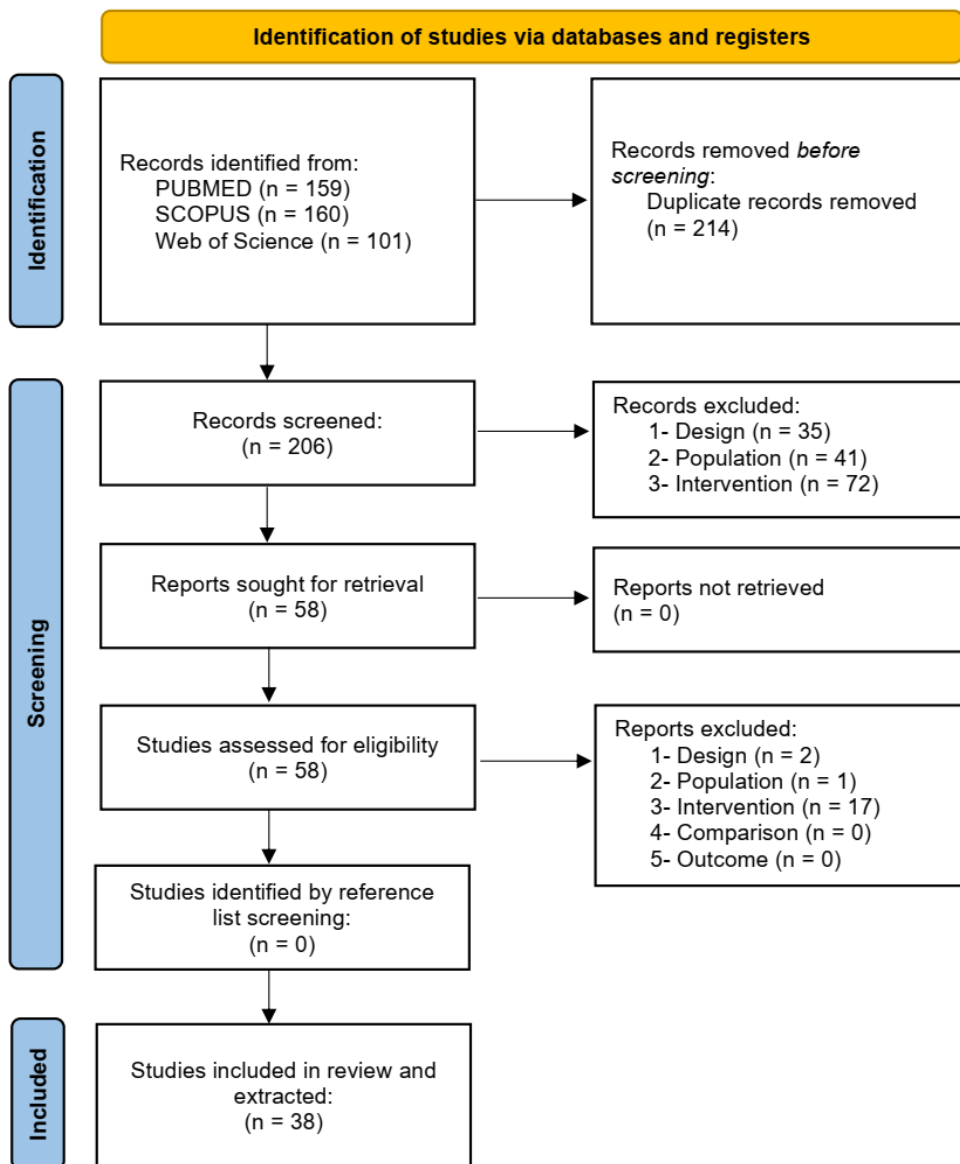 Identification of studies via databases and registers
Identification
Records identified from:
PUBMED (n = 159)
SCOPUS (n = 160)
Web of Science (n = 101)
Records removed before
screening:
Duplicate records removed
(n = 214)
Screening
Records screened:
(n = 206)
Records excluded:
1- Design (n = 35)
2- Population (n = 41)
3- Intervention (n = 72)
Reports sought for retrieval
(n = 58)
Reports not retrieved
(n = 0)
Studies assessed for eligibility
(n = 58)
Reports excluded:
1- Design (n = 2)
2- Population (n = 1)
3- Intervention (n = 17)
4- Comparison (n = 0)
5- Outcome (n = 0)
Studies identified by reference
list screening:
(n = 0)
Included
Studies included in review and
extracted:
(n = 38)